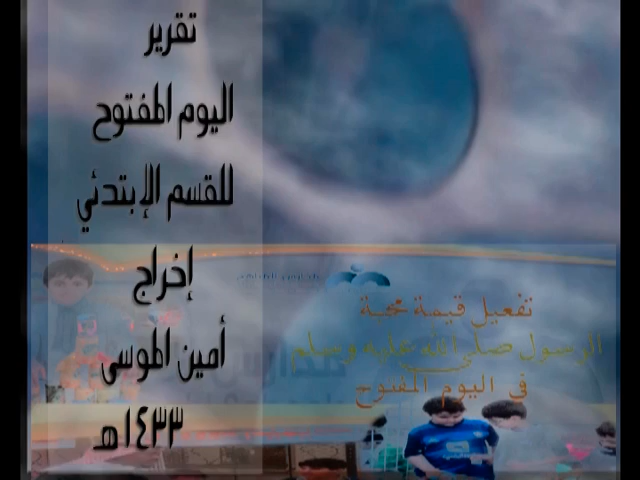 تقرير
اليوم المفتوح
للقسم الإبتدئي
إخراج
أمين الموسى
١٤٣٣هـ
تفعيل قيمة محبة
الرسول صلى الله عليه وسلم
في اليوم المفتوح